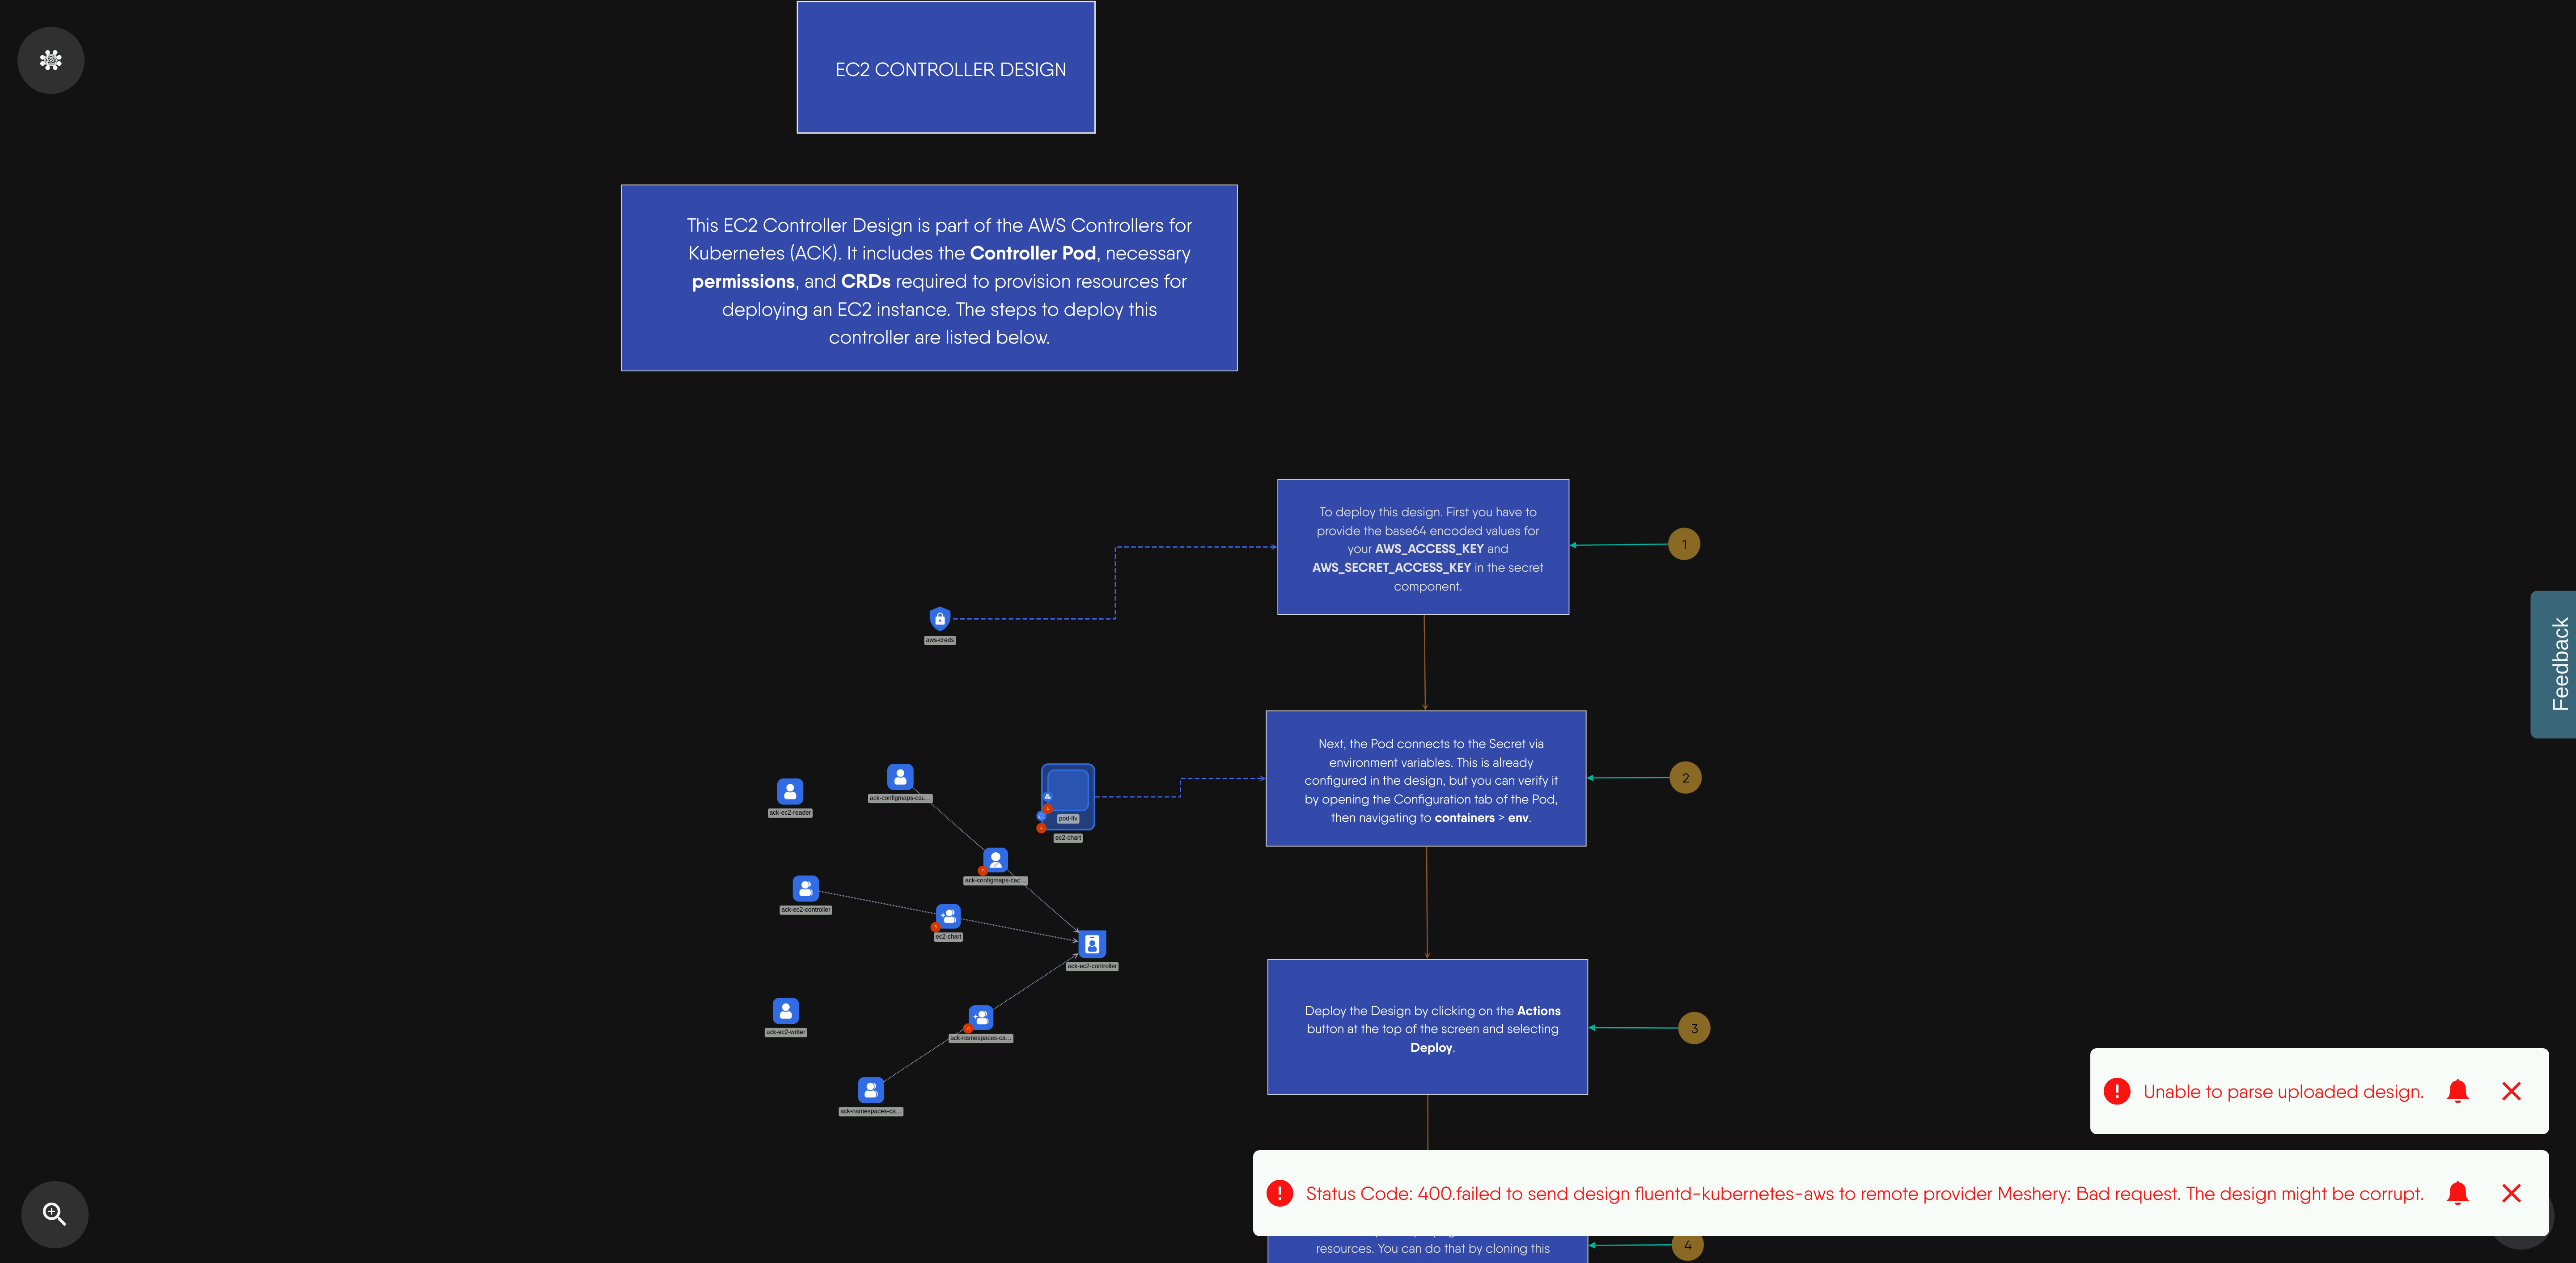 EC2 CONTROLLER DESIGN
This EC2 Controller Design is part of the AWS Controllers for
Kubernetes (ACK). It includes the Controller Pod, necessary
permissions, and CRDs required to provision resources for
deploying an EC2 instance. The steps to deploy this
controller are listed below.
To deploy this design. First you have to
provide the base64 encoded values for
your AWS_ACCESS_KEY and
AWS_SECRET_ACCESS_KEY in the secret
component.
1
aws-creds
Next, the Pod connects to the Secret via
environment variables. This is already
configured in the design, but you can verify it
by opening the Configuration tab of the Pod,
then navigating to containers > env.
2
ack-ec2-reader
ack-configmaps-cac...
pod-lfv
ec2-chart
ack-configmaps-cac...
ack-ec2-controller
ec2-chart
ack-ec2-controller
ack-ec2-writer
ack-namespaces-ca...
ack-namespaces-ca...
Deploy the Design by clicking on the Actions
button at the top of the screen and selecting
Deploy.
3
Feedback
Unable to parse uploaded design.
Status Code: 400.failed to send design fluentd-kubernetes-aws to remote provider Meshery: Bad request. The design might be corrupt.
resources. You can do that by cloning this
4